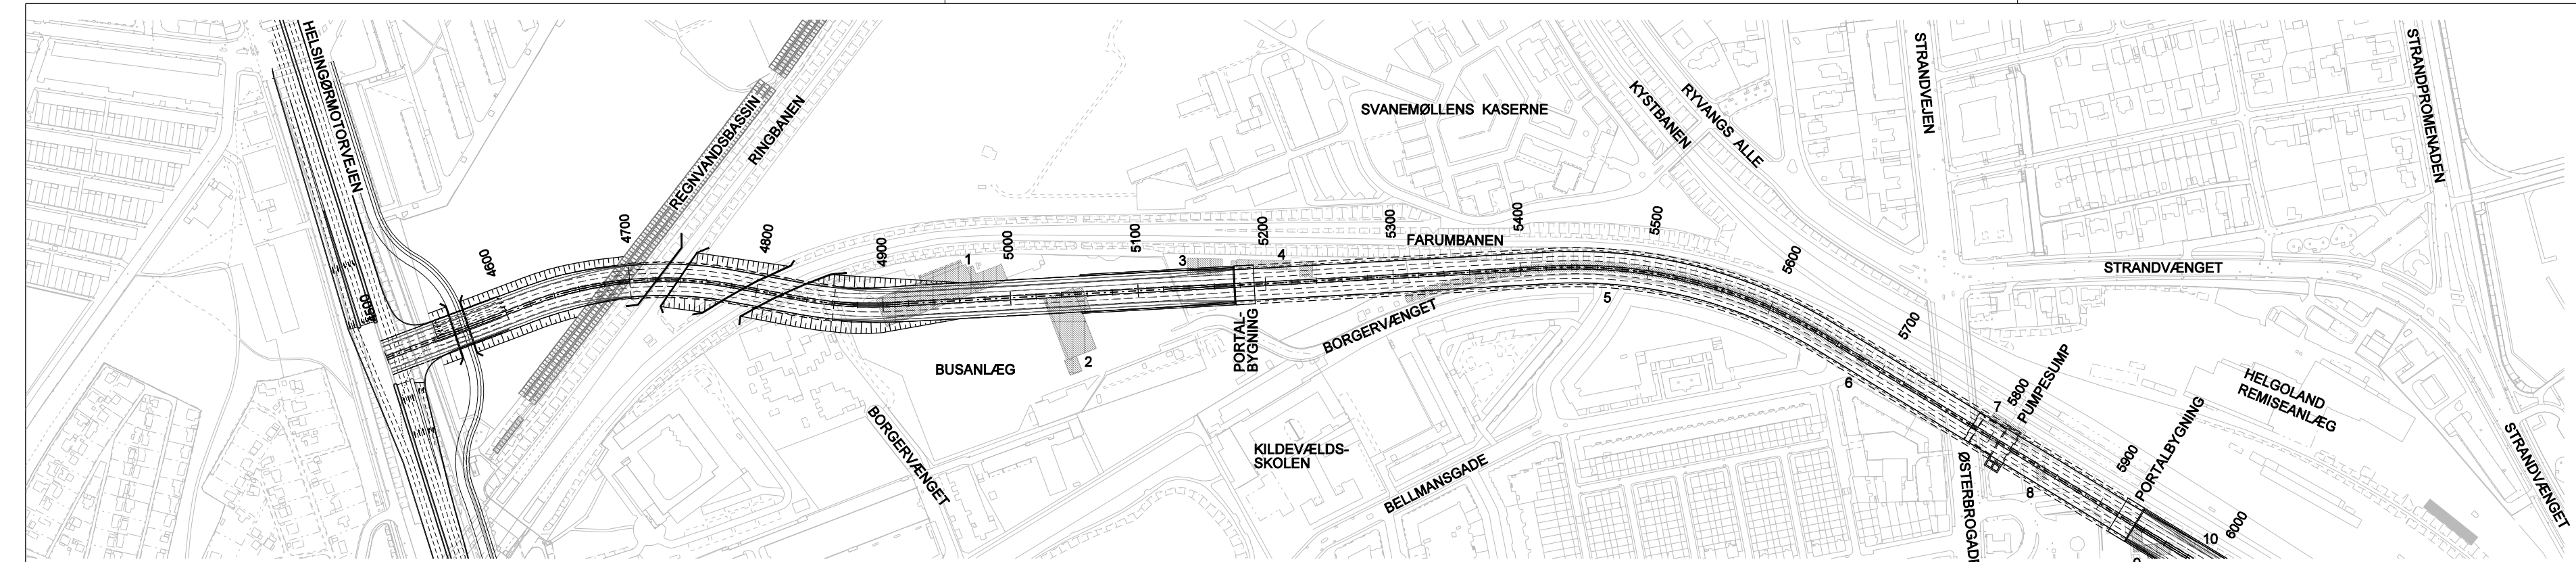 HELSINGØRMOTORVEJEN
REGNVANDSBASSIN
RINGBANEN
SVANEMØLLENS KASERNE
KYSTBANEN
RYVANGS ALLE
STRANDVEJEN
STRANDPROMENADEN
4500
4600
4700
4800
4900
5000
5100
5200
5300
5400
5500
5600
5700
5800
5900
6000
FARUMBANEN
STRANDVÆNGET
1
2
3
4
5
6
7
8
10
BUSANLÆG
PORTAL-
BYGNING
BORGERVÆNGET
BORGERVÆNGET
KILDEVÆLDS-
SKOLEN
BELLMANSGADE
PUMPESUMP
PORTALBYGNING
HELGOLAND
REMISEANLÆG
ØSTERBROGADE
STRANDVÆNGET